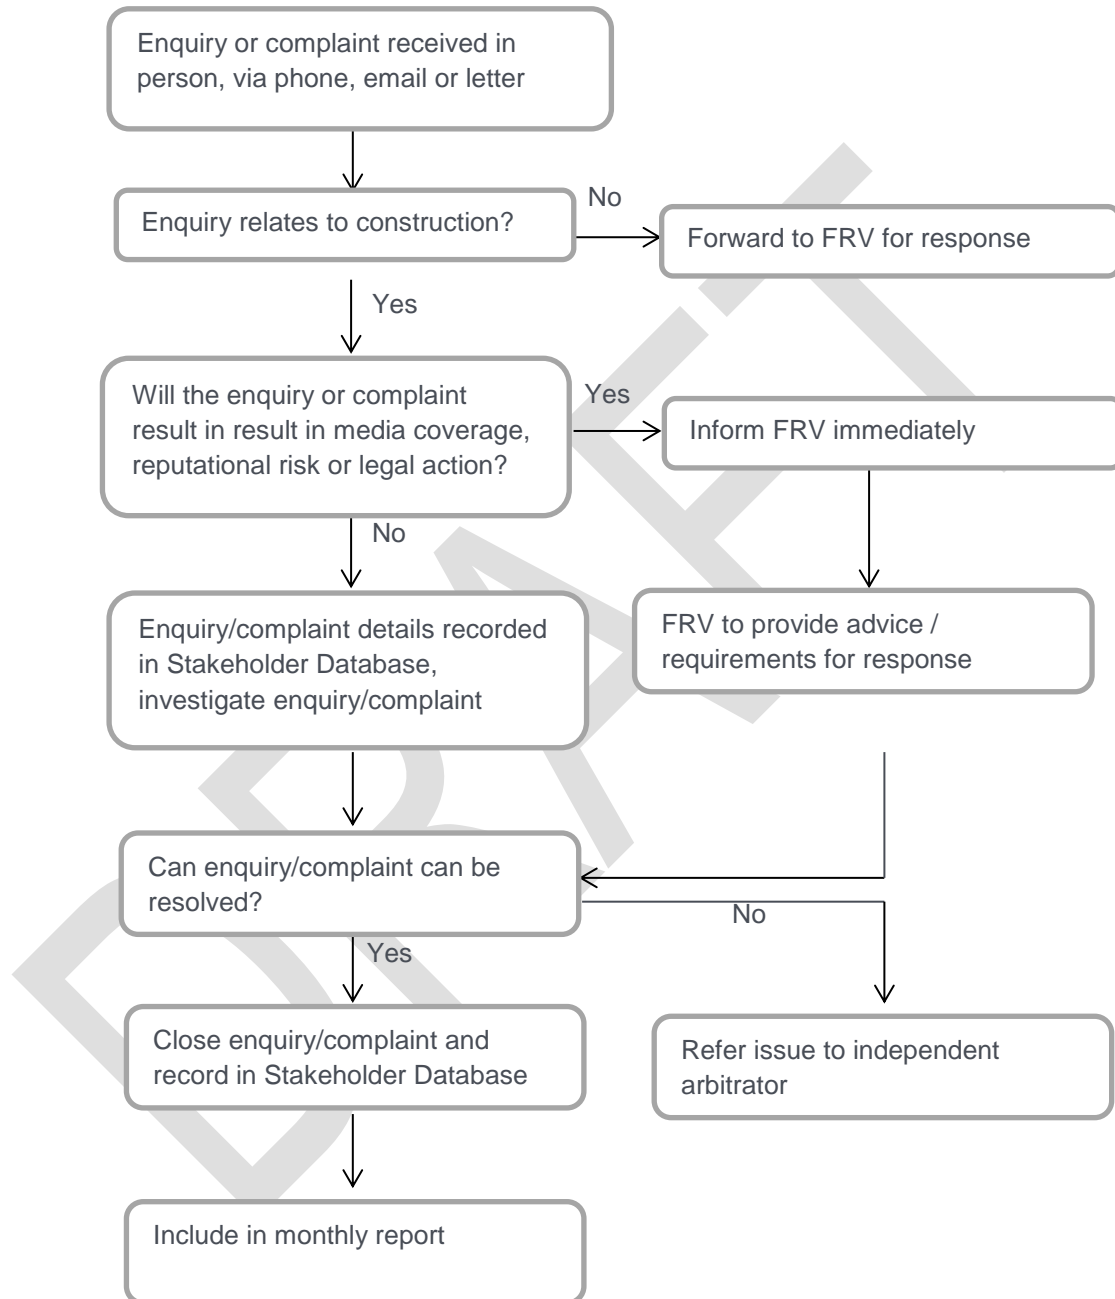 Enquiry or complaint received in
person, via phone, email or letter
Enquiry relates to construction?
No
Forward to FRV for response
Yes
Will the enquiry or complaint
result in result in media coverage,
reputational risk or legal action?
Yes
Inform FRV immediately
No
Enquiry/complaint details recorded
in Stakeholder Database,
investigate enquiry/complaint
FRV to provide advice /
requirements for response
Can enquiry/complaint can be
resolved?
No
Yes
Close enquiry/complaint and
record in Stakeholder Database
Refer issue to independent
arbitrator
Include in monthly report
DRAFT